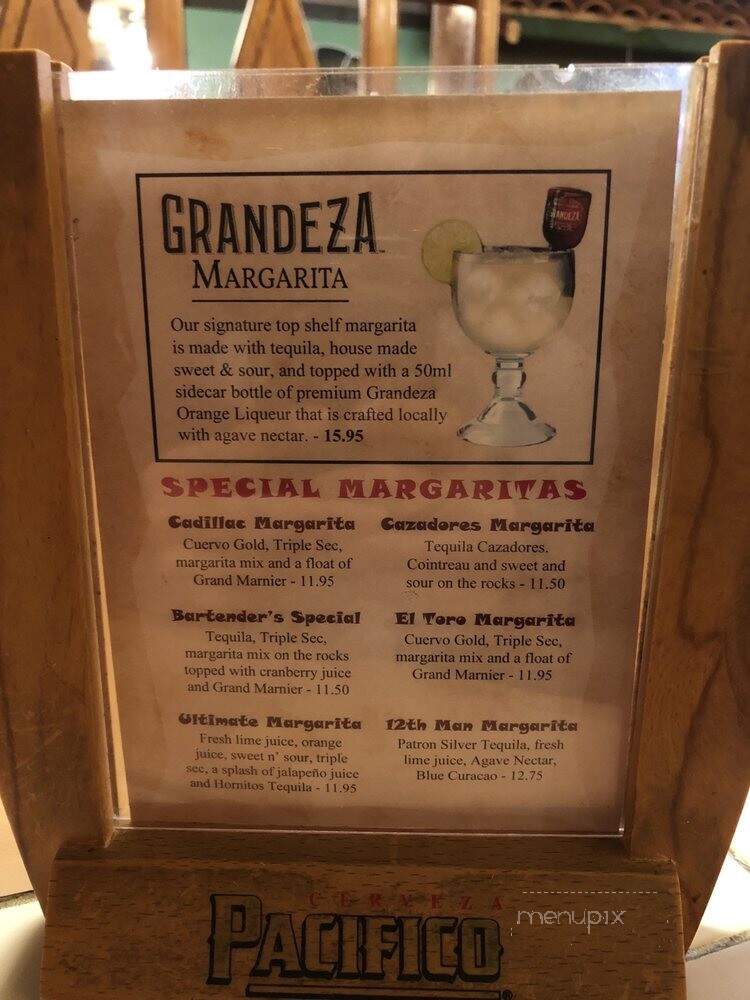 GRANDEZA
MARGARITA
GRANDEZA
Our signature top shelf margarita
is made with tequila, house made
sweet & sour, and topped with a 50ml
sidecar bottle of premium Grandeza
Orange Liqueur that is crafted locally
with agave nectar. - 15.95
SPECIAL MARGARITAS
Cadillac Margarita
Cuervo Gold, Triple Sec,
margarita mix and a float of
Grand Marnier - 11.95
Cazadores Margarita
Tequila Cazadores.
Cointreau and sweet and
sour on the rocks - 11.50
Bartender's Special
Tequila, Triple Sec,
margarita mix on the rocks
topped with cranberry juice
and Grand Marnier - 11.50
El Toro Margarita
Cuervo Gold, Triple Sec,
margarita mix and a float of
Grand Marnier - 11.95
Ultimate Margarita
Fresh lime juice, orange
juice, sweet n' sour, triple
sec, a splash of jalapeño juice
and Hornitos Tequila - 11.95
12th Man Margarita
Patron Silver Tequila, fresh
lime juice, Agave Nectar,
Blue Curacao - 12.75
CERVEZA
PACIFICO
menupix